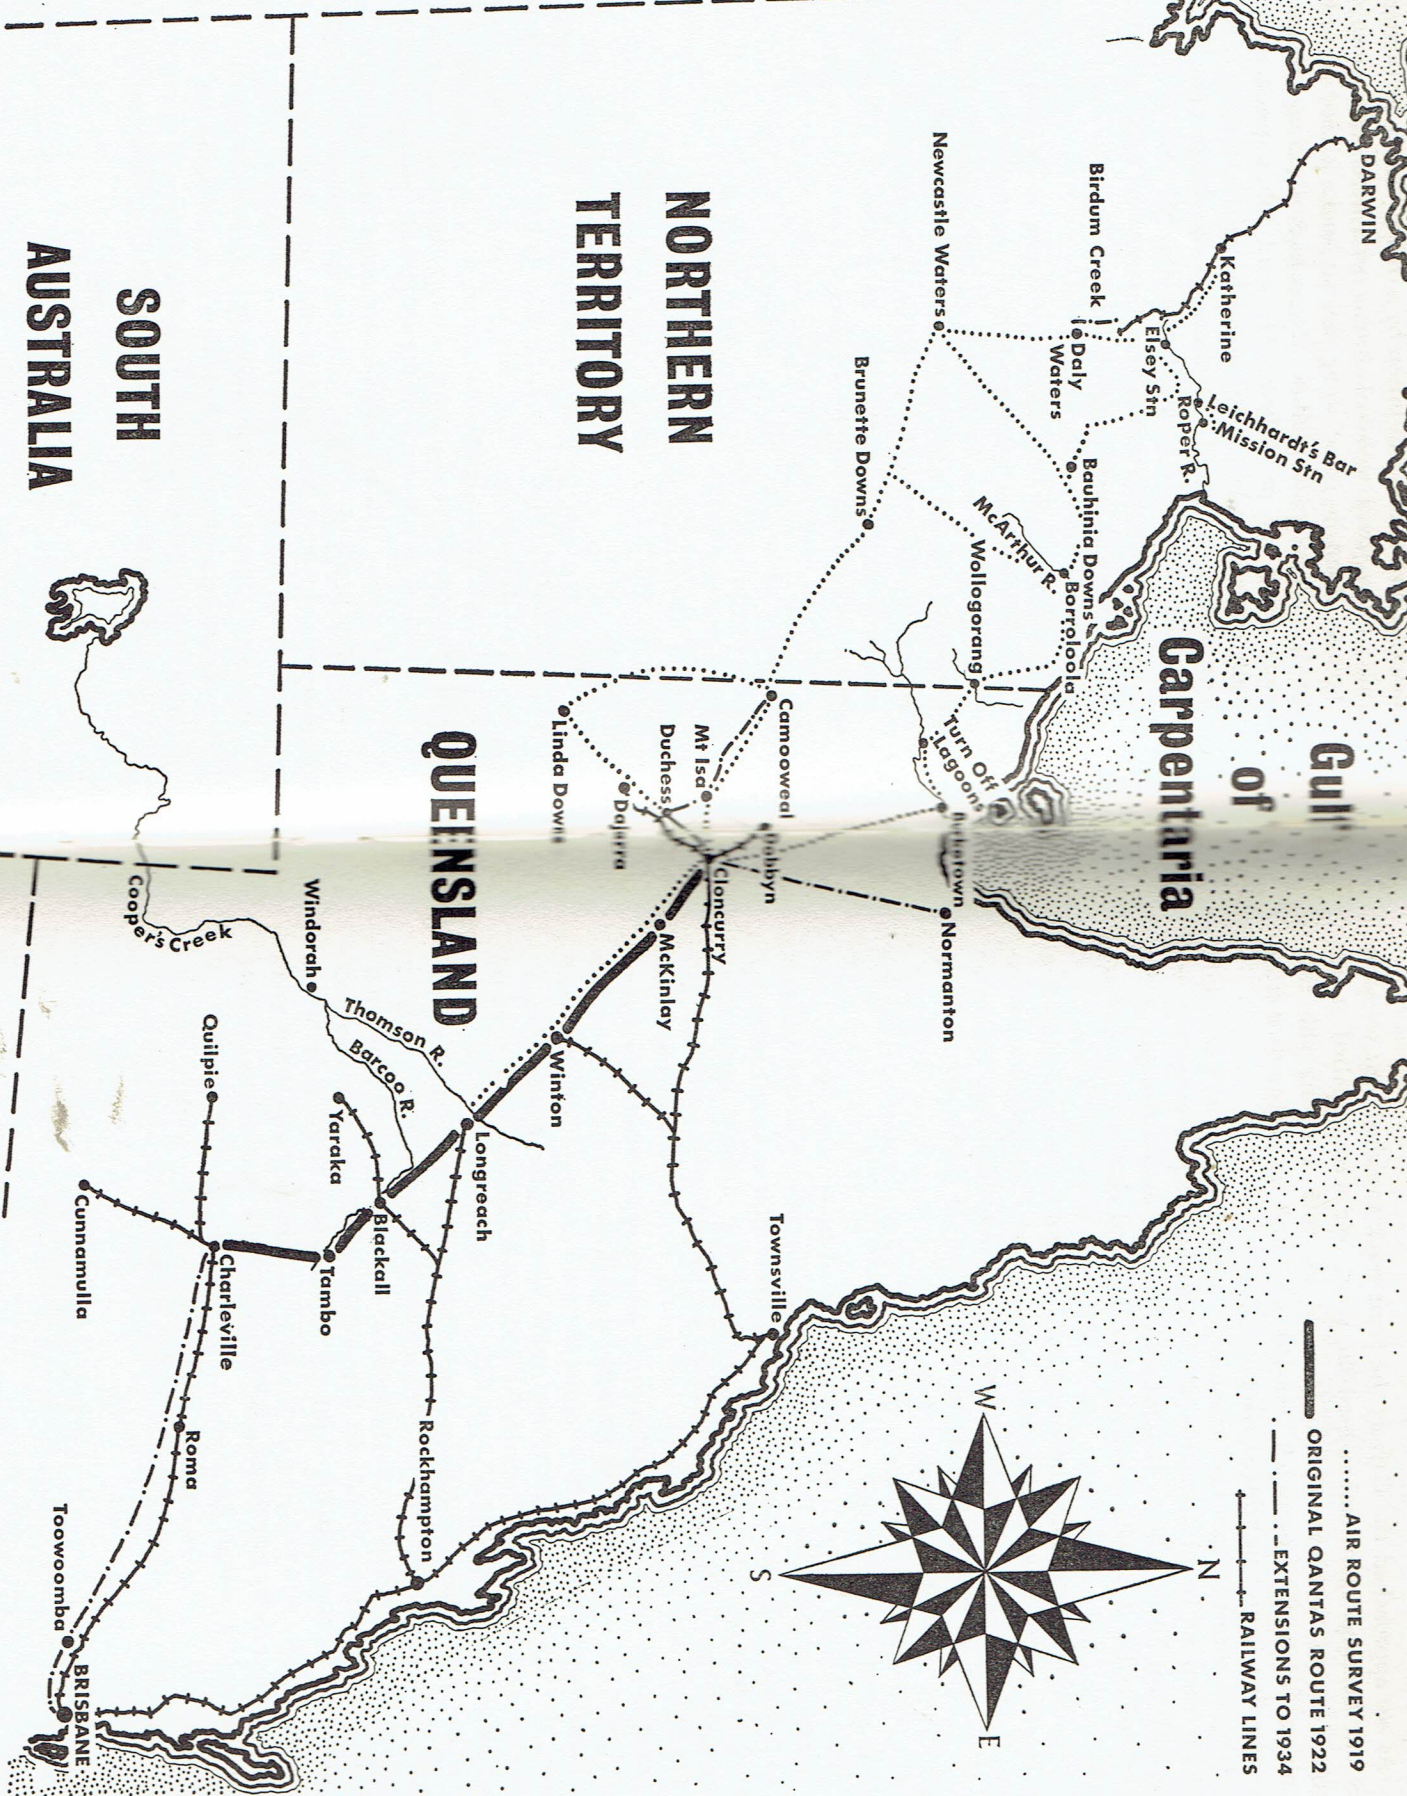 DARWIN
Katherine
Birdum Creek
Elsey Stn
Leichhardt's Bar
Mission Stn
Roper R.
Newcastle Waters
Daly
Waters
Bauhinia Downs
Brunette Downs
McArthur R.
Borroloola
Wollogorang
NORTHERN
TERRITORY
SOUTH
AUSTRALIA
Gulf
of
Carpentaria
Turn Off
Lagoons
Burketown
Normanton
Camooweal
Dobbyn
Mt Isa
Duchess
Cloncurry
Linda Downs
Dajarra
McKinlay
QUEENSLAND
Winton
Windorah
Cooper's Creek
Thomson R.
Barcoo R.
Longreach
Quilpie
Yaraka
Blackall
Tambo
Cunnamulla
Charleville
Townsville
Rockhampton
Roma
Toowoomba
BRISBANE
N
W
E
S
........AIR ROUTE SURVEY 1919
ORIGINAL QANTAS ROUTE 1922
EXTENSIONS TO 1934
RAILWAY LINES